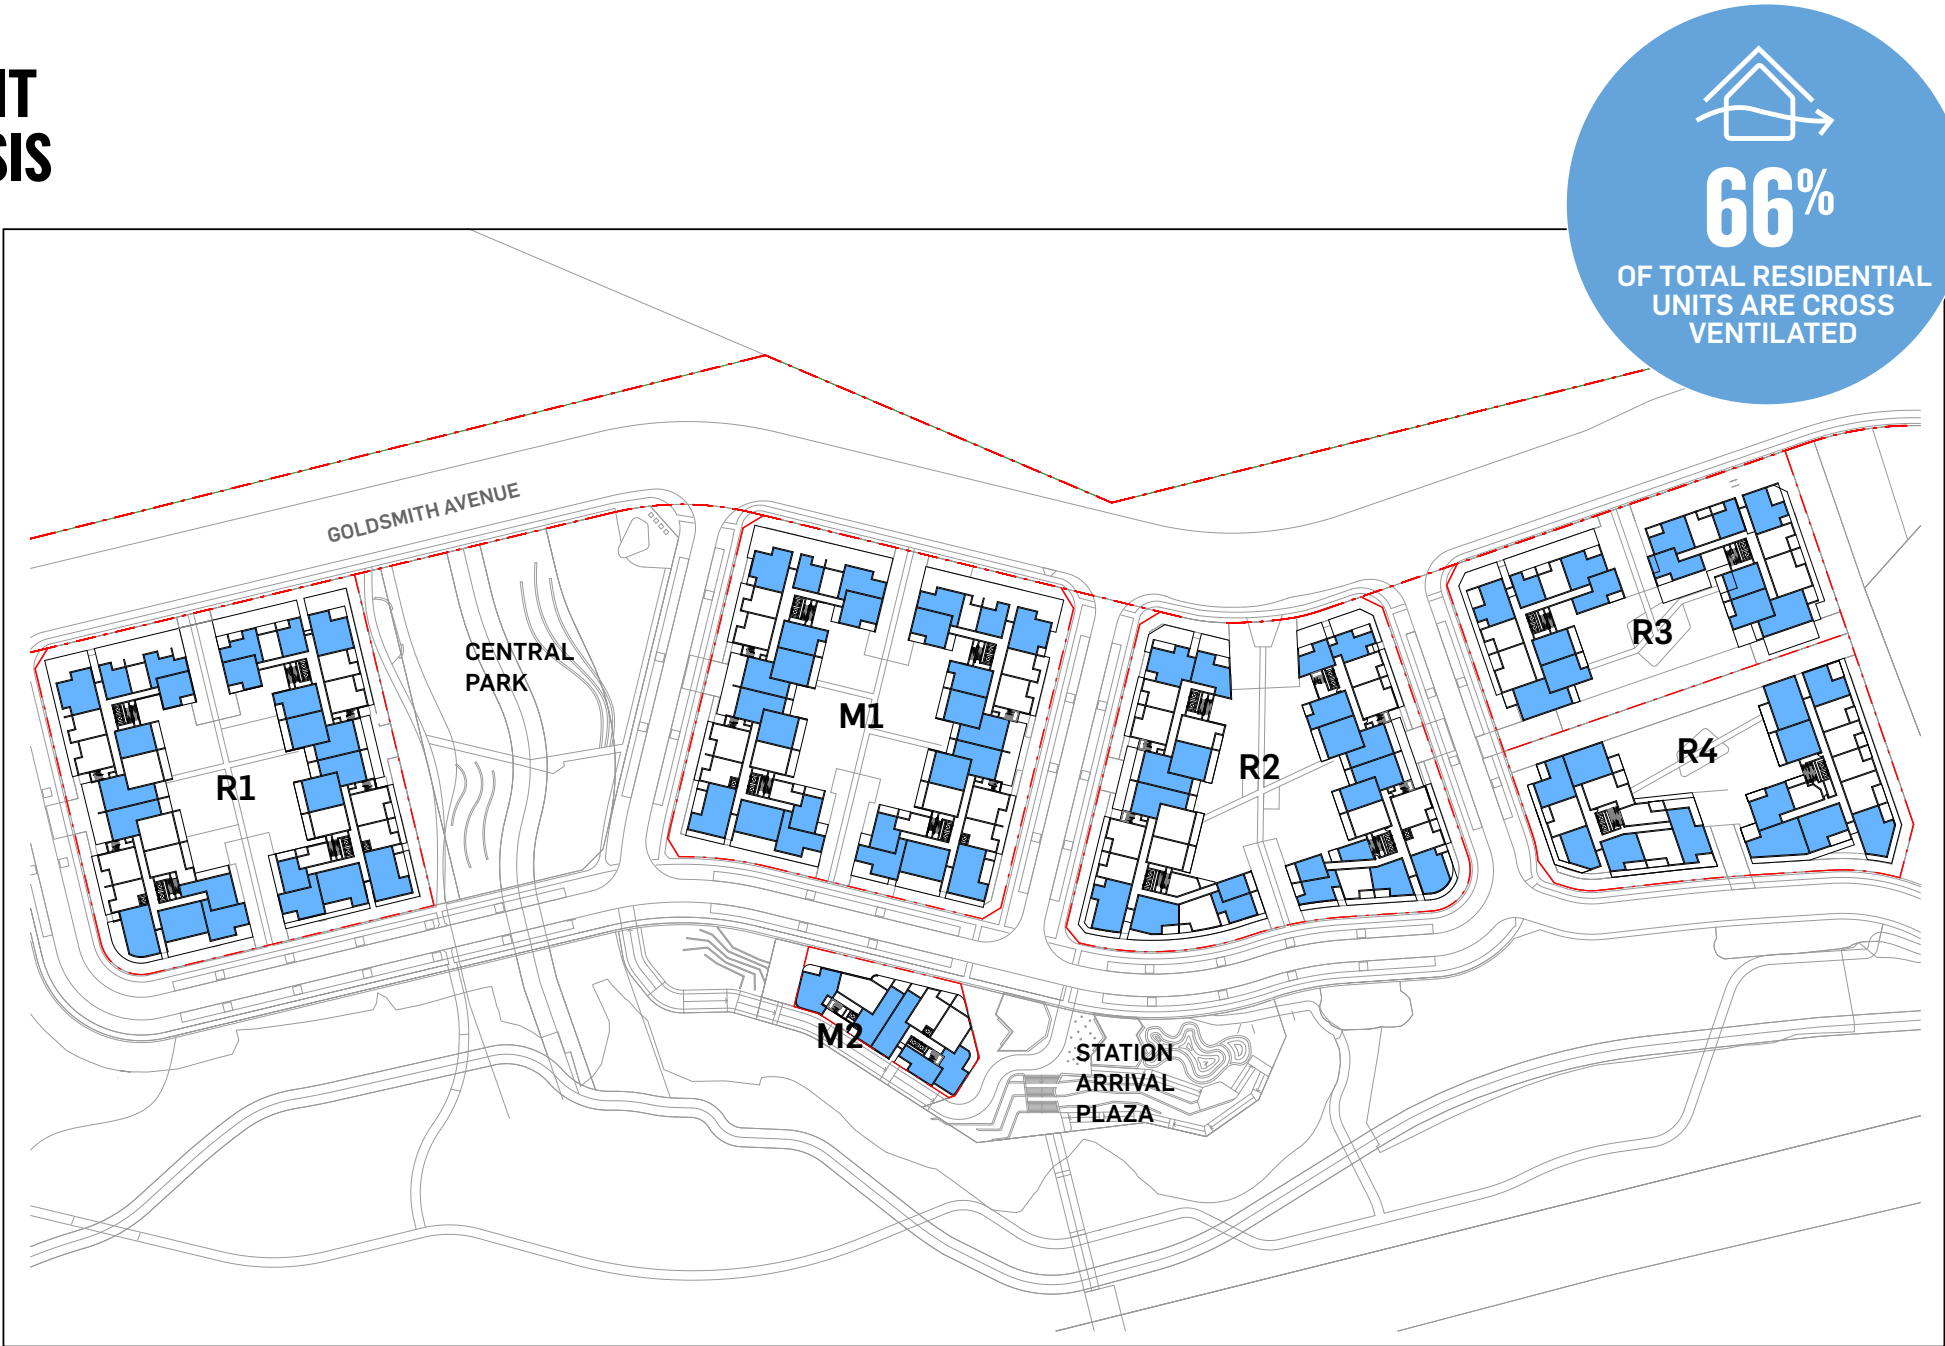 IT
SIS
66%
OF TOTAL RESIDENTIAL
UNITS ARE CROSS
VENTILATED
GOLDSMITH AVENUE
CENTRAL
PARK
R1
M1
R2
R3
R4
M2
STATION
ARRIVAL
PLAZA